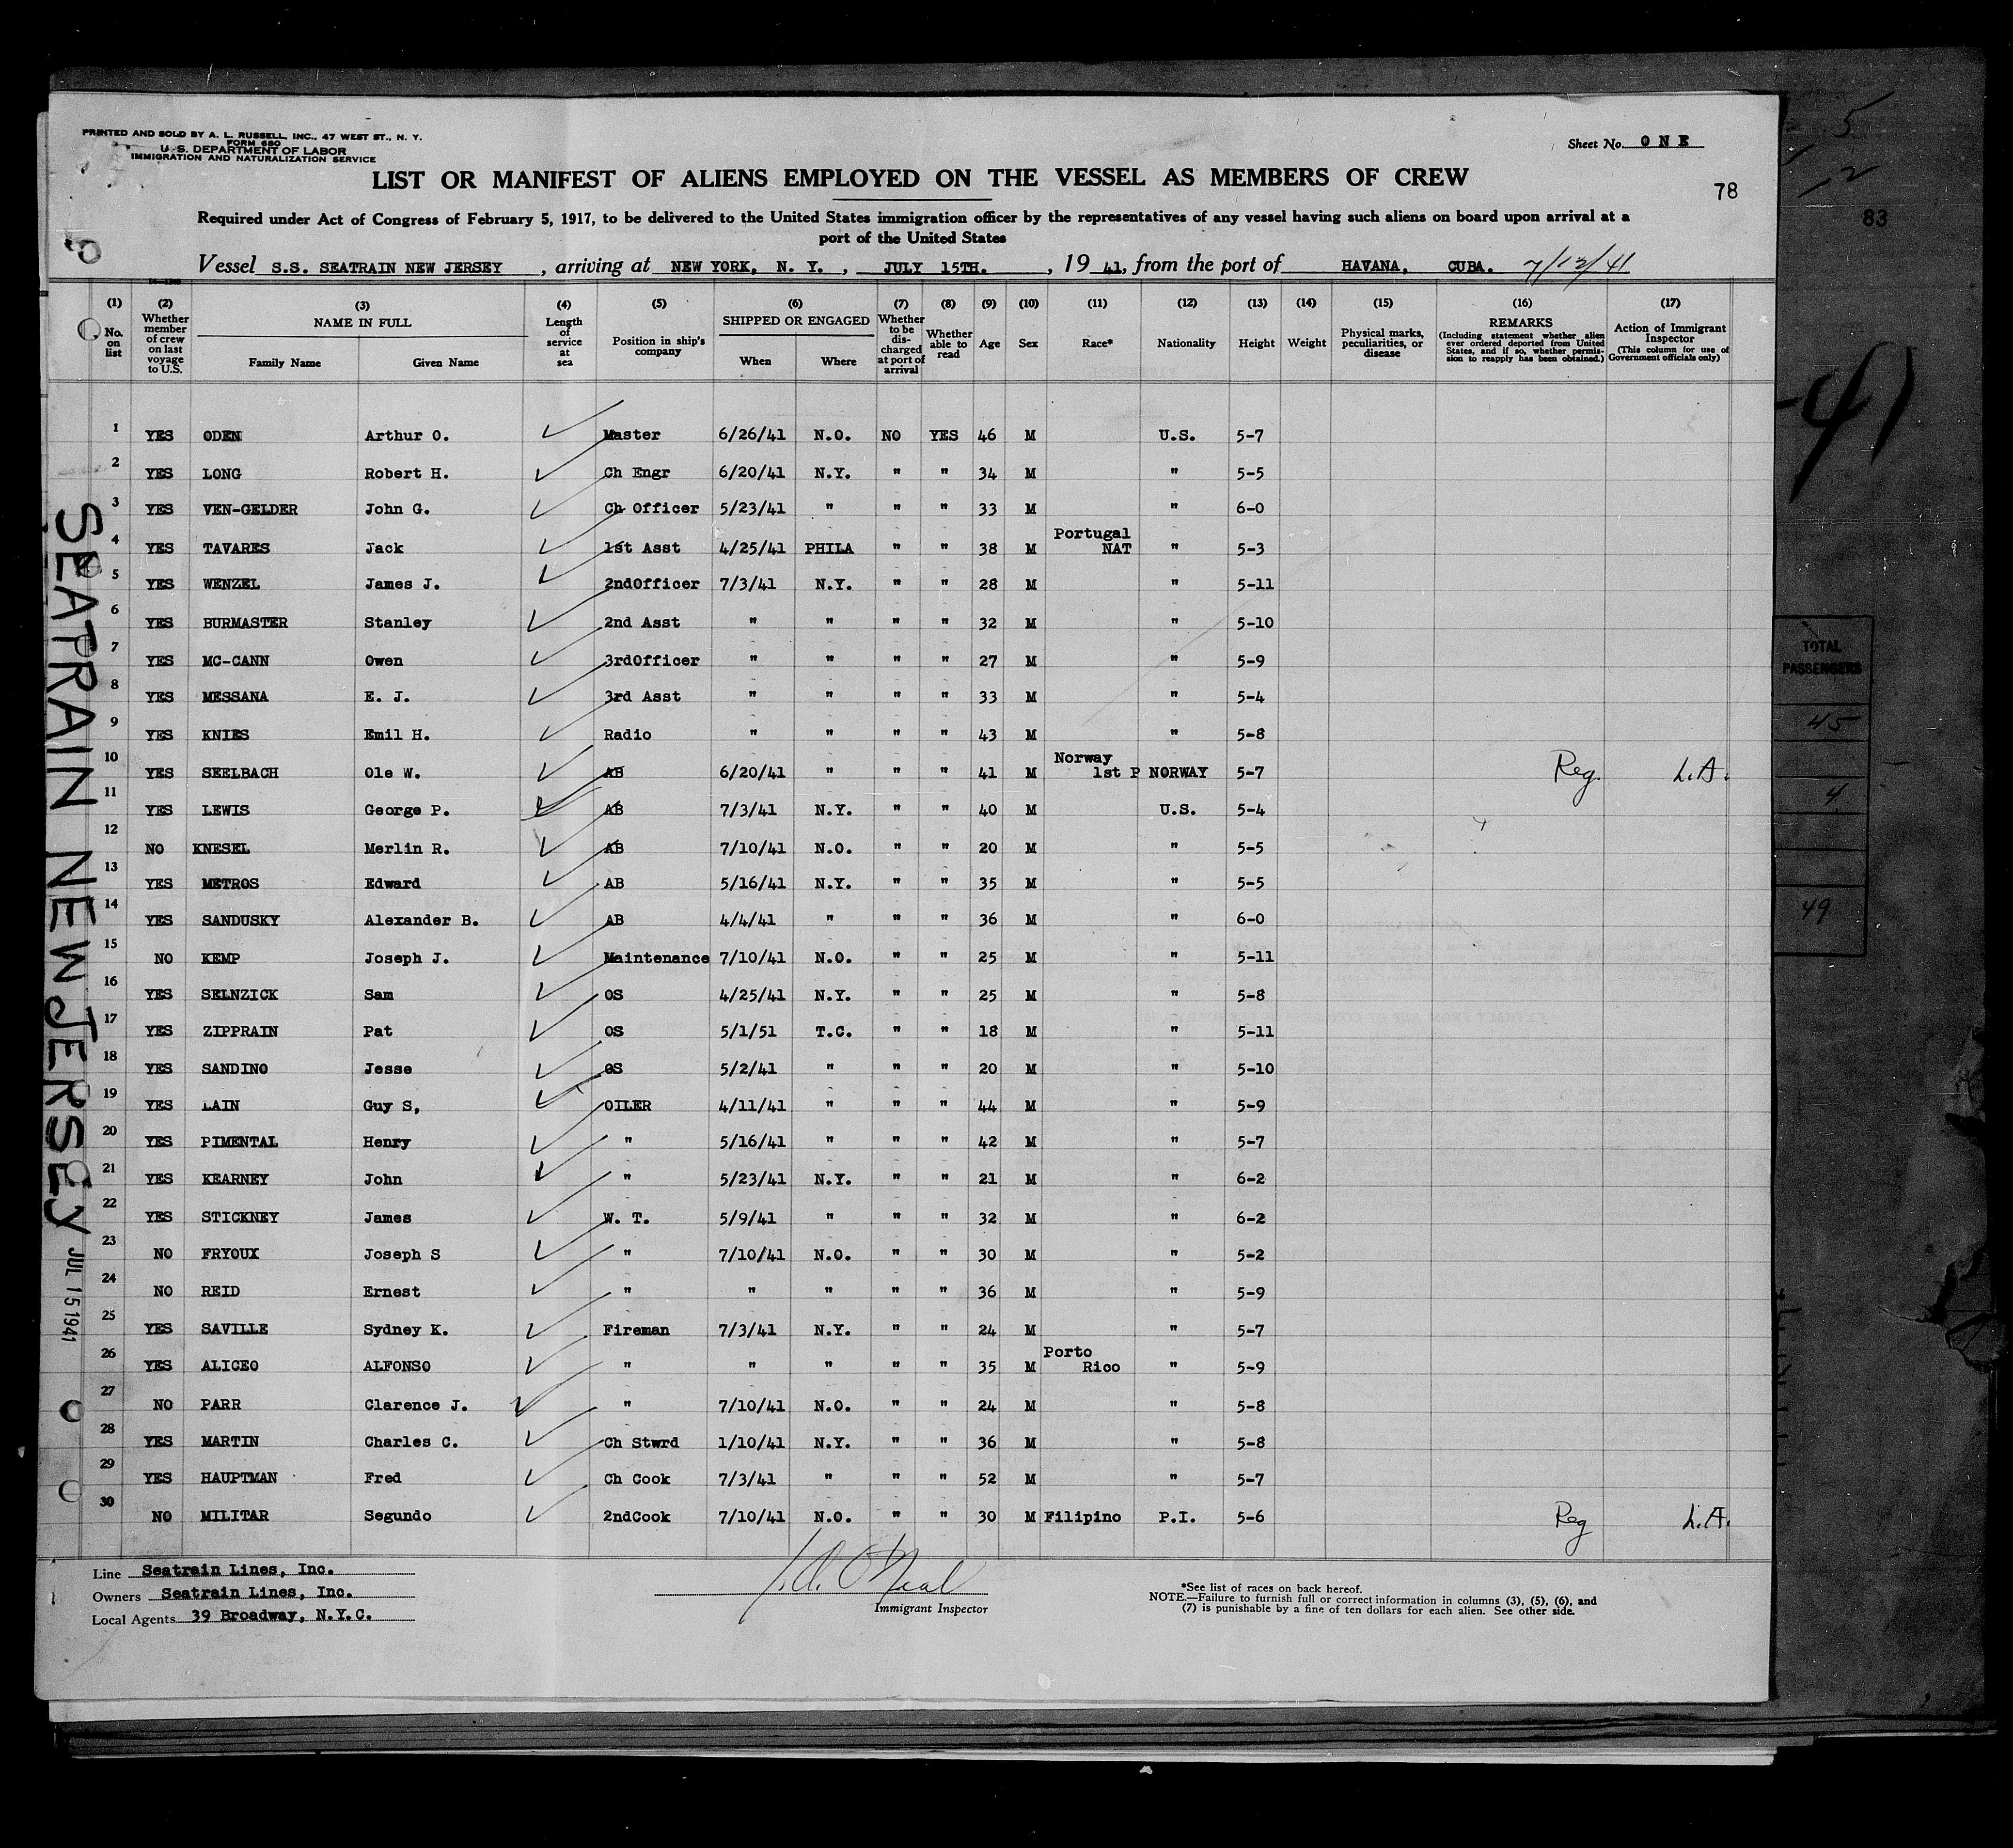 PRINTED AND SOLD BY A. L. RUSSELL, INC., 47 WEST ST., N. Y.
FORM 680
U. S. DEPARTMENT OF LABOR
IMMIGRATION AND NATURALIZATION SERVICE
Sheet No. ONE
LIST OR MANIFEST OF ALIENS EMPLOYED ON THE VESSEL AS MEMBERS OF CREW
78
83
Required under Act of Congress of February 5, 1917, to be delivered to the United States immigration officer by the representatives of any vessel having such aliens on board upon arrival at a
port of the United States
Vessel S.S. SEATRAIN NEW JERSEY, arriving at NEW YORK, N. Y., JULY 15TH., 19 41, from the port of HAVANA, CUBA. 7/12/41
(1) (2) (3) (4) (5) (6) (7) (8) (9) (10) (11) (12) (13) (14) (15) (16) (17)
No. on list
Whether member of crew on last voyage to U.S.
NAME IN FULL
Family Name Given Name
Length of service at sea
Position in ship's company
SHIPPED OR ENGAGED
When Where
Whether to be discharged at port of arrival
Whether able to read
Age
Sex
Race*
Nationality
Height
Weight
Physical marks, peculiarities, or disease
REMARKS
(Including statement whether alien ever ordered deported from United States, and if so, whether permission to reapply has been obtained.)
Action of Immigrant Inspector
(This column for use of Government officials only)
1 YES ODEN Arthur O. Master 6/26/41 N.O. NO YES 46 M U.S. 5-7
2 YES LONG Robert H. Ch Engr 6/20/41 N.Y. " " 34 M " 5-5
3 YES VEN-GELDER John G. Ch Officer 5/23/41 " " " 33 M " 6-0
4 YES TAVARES Jack 1st Asst 4/25/41 PHILA " " 38 M Portugal NAT " 5-3
5 YES WENZEL James J. 2ndOfficer 7/3/41 N.Y. " " 28 M " 5-11
6 YES BURMASTER Stanley 2nd Asst " " " " 32 M " 5-10
7 YES MC-CANN Owen 3rdOfficer " " " " 27 M " 5-9
8 YES MESSANA E. J. 3rd Asst " " " " 33 M " 5-4
9 YES KNIES Emil H. Radio " " " " 43 M " 5-8
10 YES SEELBACH Ole W. AB 6/20/41 " " " 41 M Norway 1st P NORWAY 5-7 Reg. L.A.
11 YES LEWIS George P. AB 7/3/41 N.Y. " " 40 M U.S. 5-4
12 NO KNESEL Merlin R. AB 7/10/41 N.O. " " 20 M " 5-5
13 YES METROS Edward AB 5/16/41 N.Y. " " 35 M " 5-5
14 YES SANDUSKY Alexander B. AB 4/4/41 " " " 36 M " 6-0
15 NO KEMP Joseph J. Maintenance 7/10/41 N.O. " " 25 M " 5-11
16 YES SELNZICK Sam OS 4/25/41 N.Y. " " 25 M " 5-8
17 YES ZIPPRAIN Pat OS 5/1/51 T.C. " " 18 M " 5-11
18 YES SANDINO Jesse OS 5/2/41 " " " 20 M " 5-10
19 YES LAIN Guy S, OILER 4/11/41 " " " 44 M " 5-9
20 YES PIMENTAL Henry " 5/16/41 " " " 42 M " 5-7
21 YES KEARNEY John " 5/23/41 N.Y. " " 21 M " 6-2
22 YES STICKNEY James W. T. 5/9/41 " " " 32 M " 6-2
23 NO FRYOUX Joseph S " 7/10/41 N.O. " " 30 M " 5-2
24 NO REID Ernest " " " " " 36 M " 5-9
25 YES SAVILLE Sydney K. Fireman 7/3/41 N.Y. " " 24 M " 5-7
26 YES ALICEO ALFONSO " " " " " 35 M Porto Rico " 5-9
27 NO PARR Clarence J. " 7/10/41 N.O. " " 24 M " 5-8
28 YES MARTIN Charles C. Ch Stwrd 1/10/41 N.Y. " " 36 M " 5-8
29 YES HAUPTMAN Fred Ch Cook 7/3/41 " " " 52 M " 5-7
30 NO MILITAR Segundo 2ndCook 7/10/41 N.O. " " 30 M Filipino P.I. 5-6 Reg L.A.
Line Seatrain Lines, Inc.
Owners Seatrain Lines, Inc.
Local Agents 39 Broadway, N.Y.C.
J. A. O'Neal
Immigrant Inspector
*See list of races on back hereof.
NOTE.—Failure to furnish full or correct information in columns (3), (5), (6), and
(7) is punishable by a fine of ten dollars for each alien. See other side.
SEATRAIN NEW JERSEY
JUL 15 1941
5
12
-41
TOTAL
PASSENGERS
45
4
49